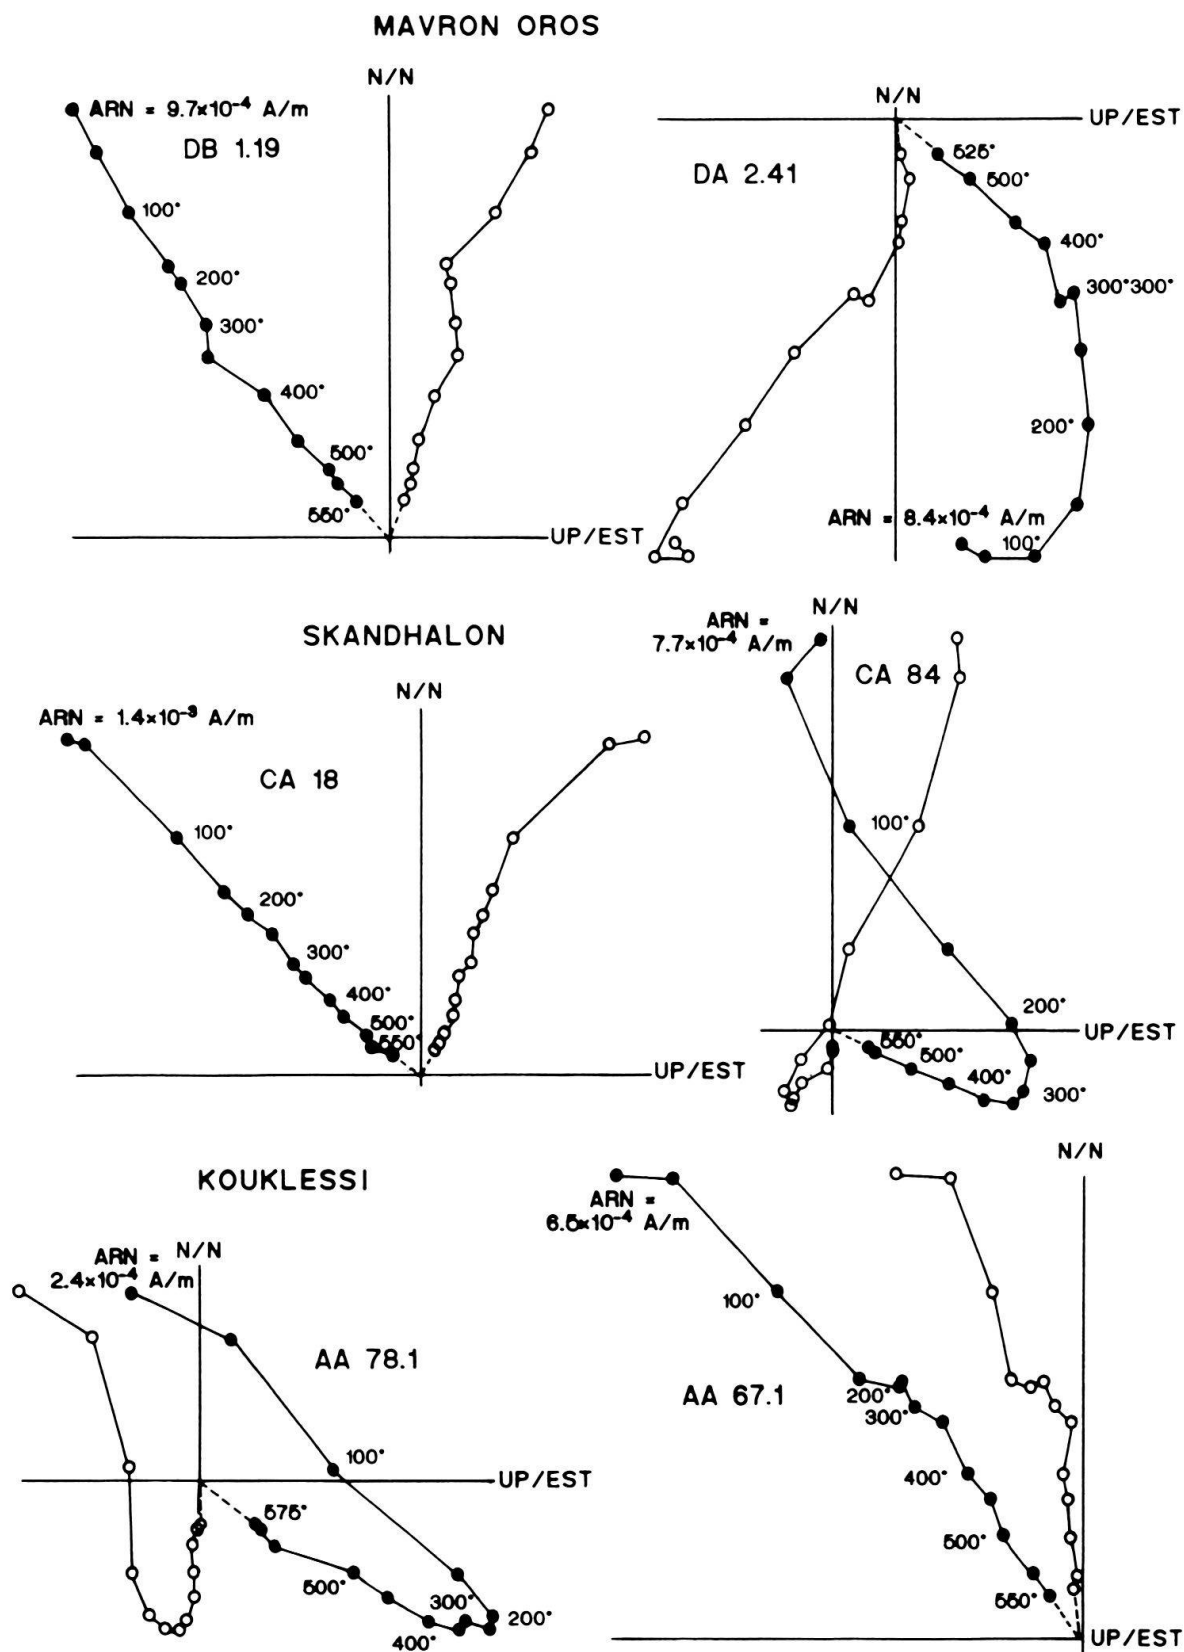 MAVRON OROS
N/N
ARN = 9.7×10⁻⁴ A/m
DB 1.19
100°
200°
300°
400°
500°
550°
UP/EST
N/N
UP/EST
DA 2.41
525°
500°
400°
300°300°
200°
ARN = 8.4×10⁻⁴ A/m
100°
SKANDHALON
N/N
ARN = 1.4×10⁻³ A/m
CA 18
100°
200°
300°
400°
500°
550°
UP/EST
N/N
ARN =
7.7×10⁻⁴ A/m
CA 84
100°
200°
UP/EST
550°
500°
400°
300°
KOUKLESSI
ARN = N/N
2.4×10⁻⁴ A/m
AA 78.1
100°
UP/EST
575°
500°
300°
200°
400°
N/N
ARN =
6.5×10⁻⁴ A/m
100°
AA 67.1
200°
300°
400°
500°
550°
UP/EST